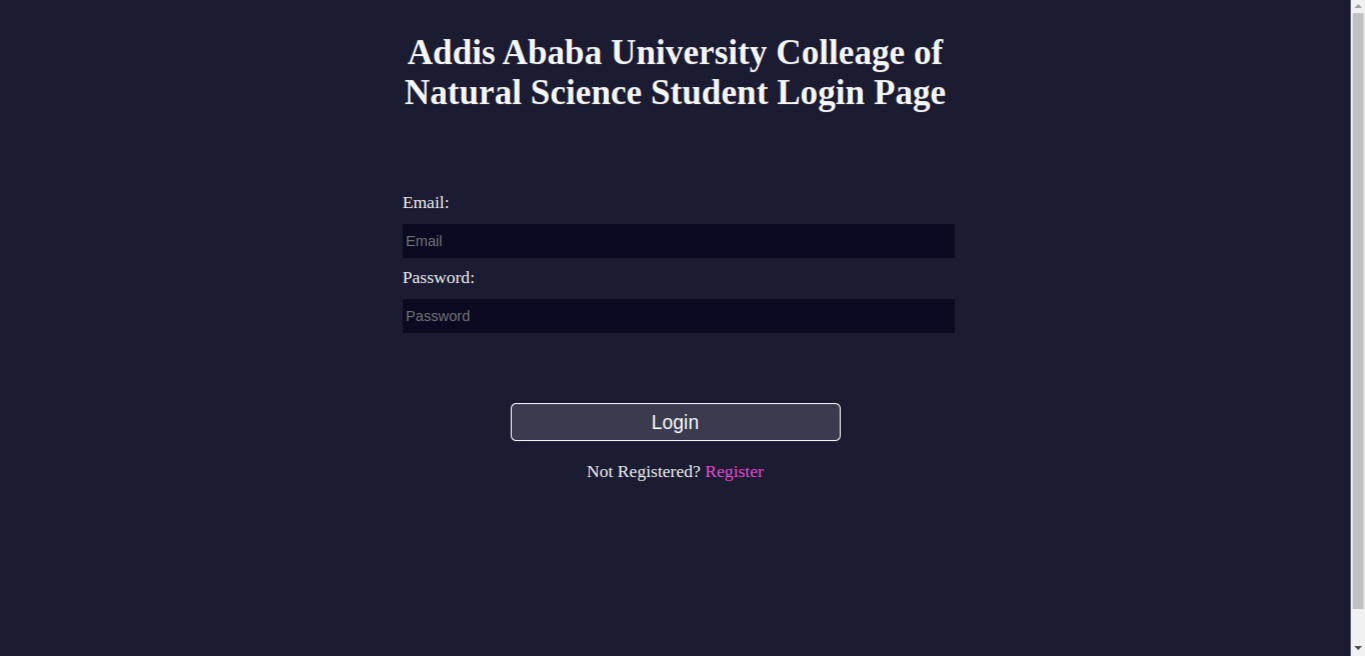 Addis Ababa University Colleage of
Natural Science Student Login Page
Email:
Email
Password:
Password
Login
Not Registered? Register